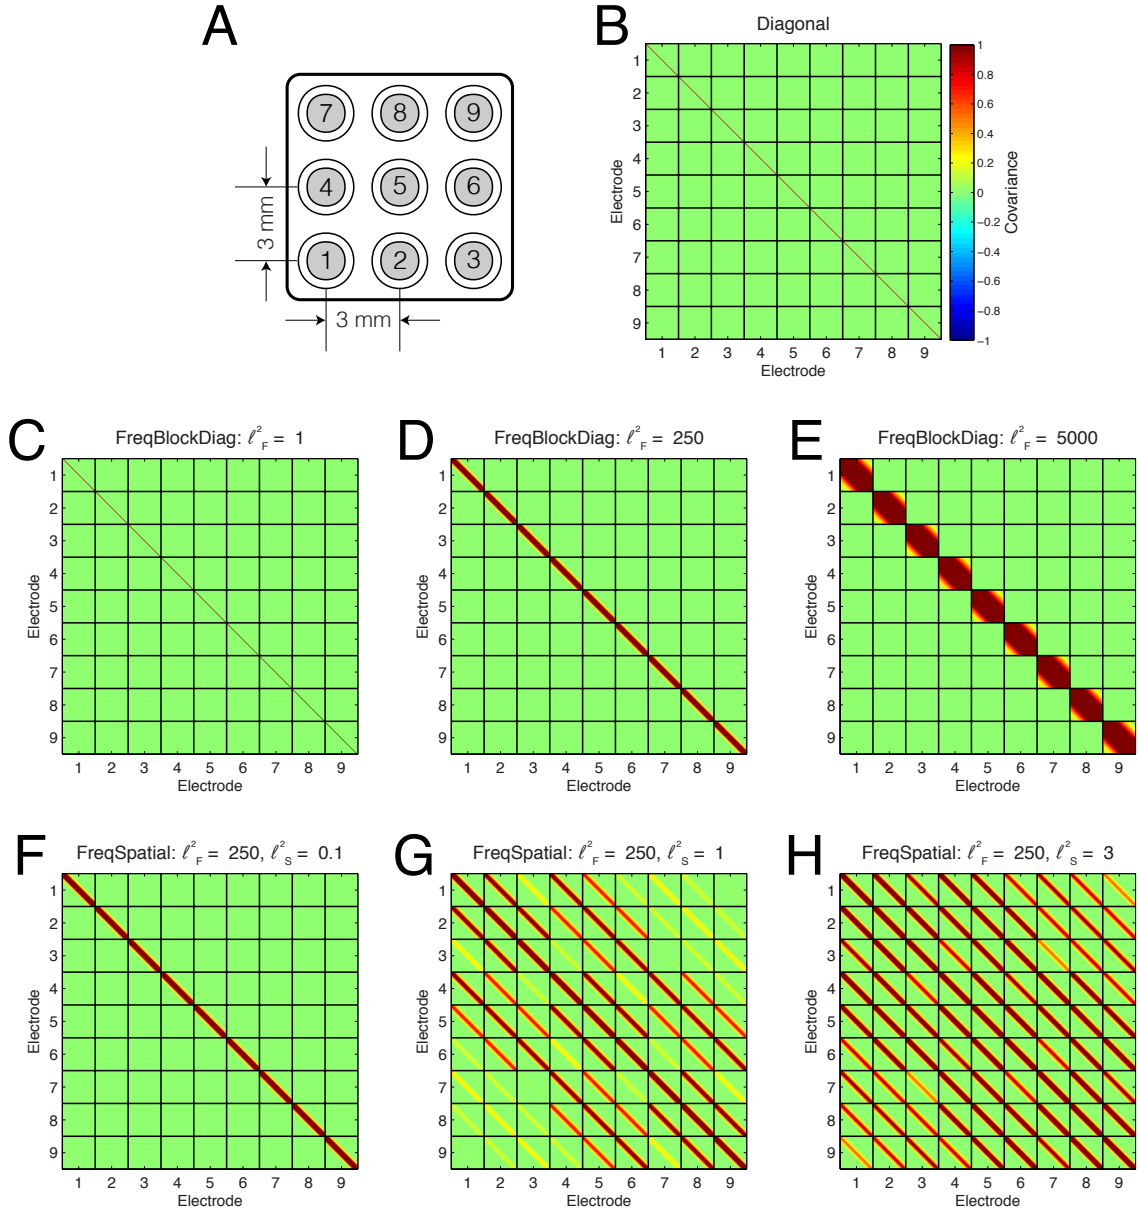 A
7 8 9
4 5 6
1 2 3
3 mm
3 mm
B
Diagonal
1
2
3
4
5
6
7
8
9
Electrode
1 2 3 4 5 6 7 8 9
Electrode
1
0.8
0.6
0.4
0.2
0
−0.2
−0.4
−0.6
−0.8
−1
Covariance
C
FreqBlockDiag: ℓ²F = 1
1
2
3
4
5
6
7
8
9
Electrode
1 2 3 4 5 6 7 8 9
Electrode
D
FreqBlockDiag: ℓ²F = 250
1
2
3
4
5
6
7
8
9
Electrode
1 2 3 4 5 6 7 8 9
Electrode
E
FreqBlockDiag: ℓ²F = 5000
1
2
3
4
5
6
7
8
9
Electrode
1 2 3 4 5 6 7 8 9
Electrode
F
FreqSpatial: ℓ²F = 250, ℓ²S = 0.1
1
2
3
4
5
6
7
8
9
Electrode
1 2 3 4 5 6 7 8 9
Electrode
G
FreqSpatial: ℓ²F = 250, ℓ²S = 1
1
2
3
4
5
6
7
8
9
Electrode
1 2 3 4 5 6 7 8 9
Electrode
H
FreqSpatial: ℓ²F = 250, ℓ²S = 3
1
2
3
4
5
6
7
8
9
Electrode
1 2 3 4 5 6 7 8 9
Electrode